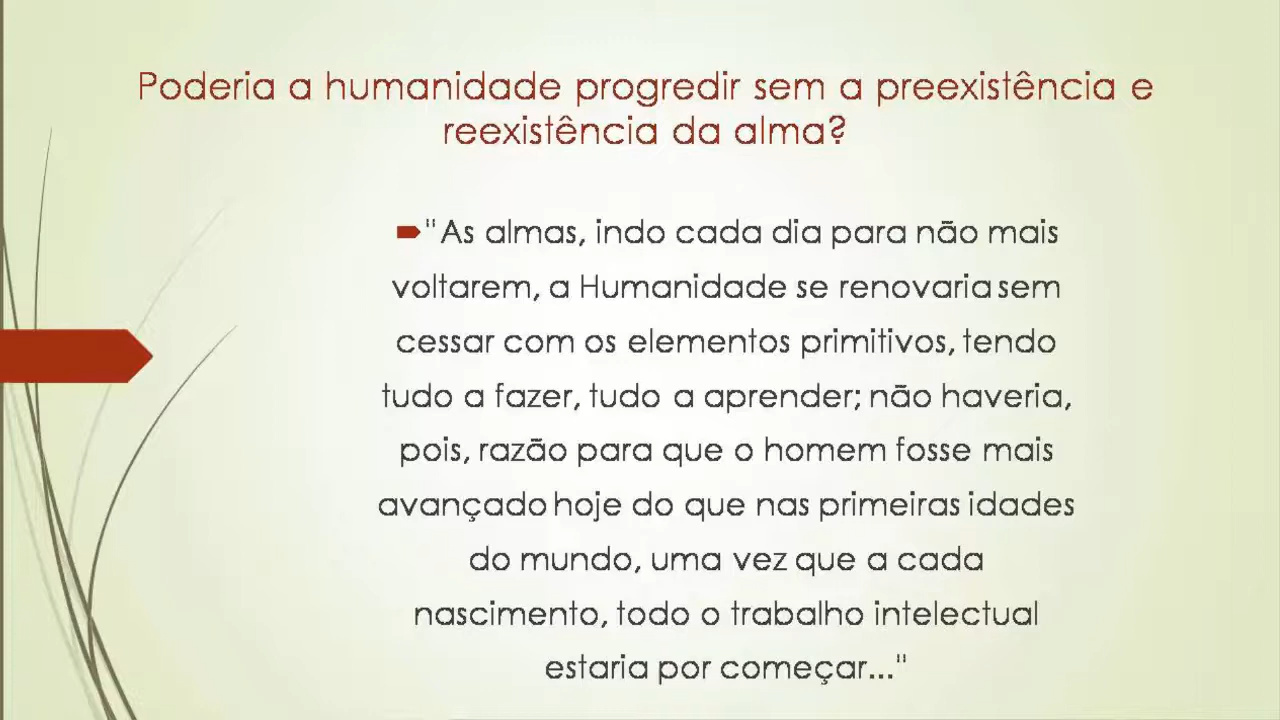 Poderia a humanidade progredir sem a preexistência e
reexistência da alma?
"As almas, indo cada dia para não mais
voltarem, a Humanidade se renovaria sem
cessar com os elementos primitivos, tendo
tudo a fazer, tudo a aprender; não haveria,
pois, razão para que o homem fosse mais
avançado hoje do que nas primeiras idades
do mundo, uma vez que a cada
nascimento, todo o trabalho intelectual
estaria por começar..."